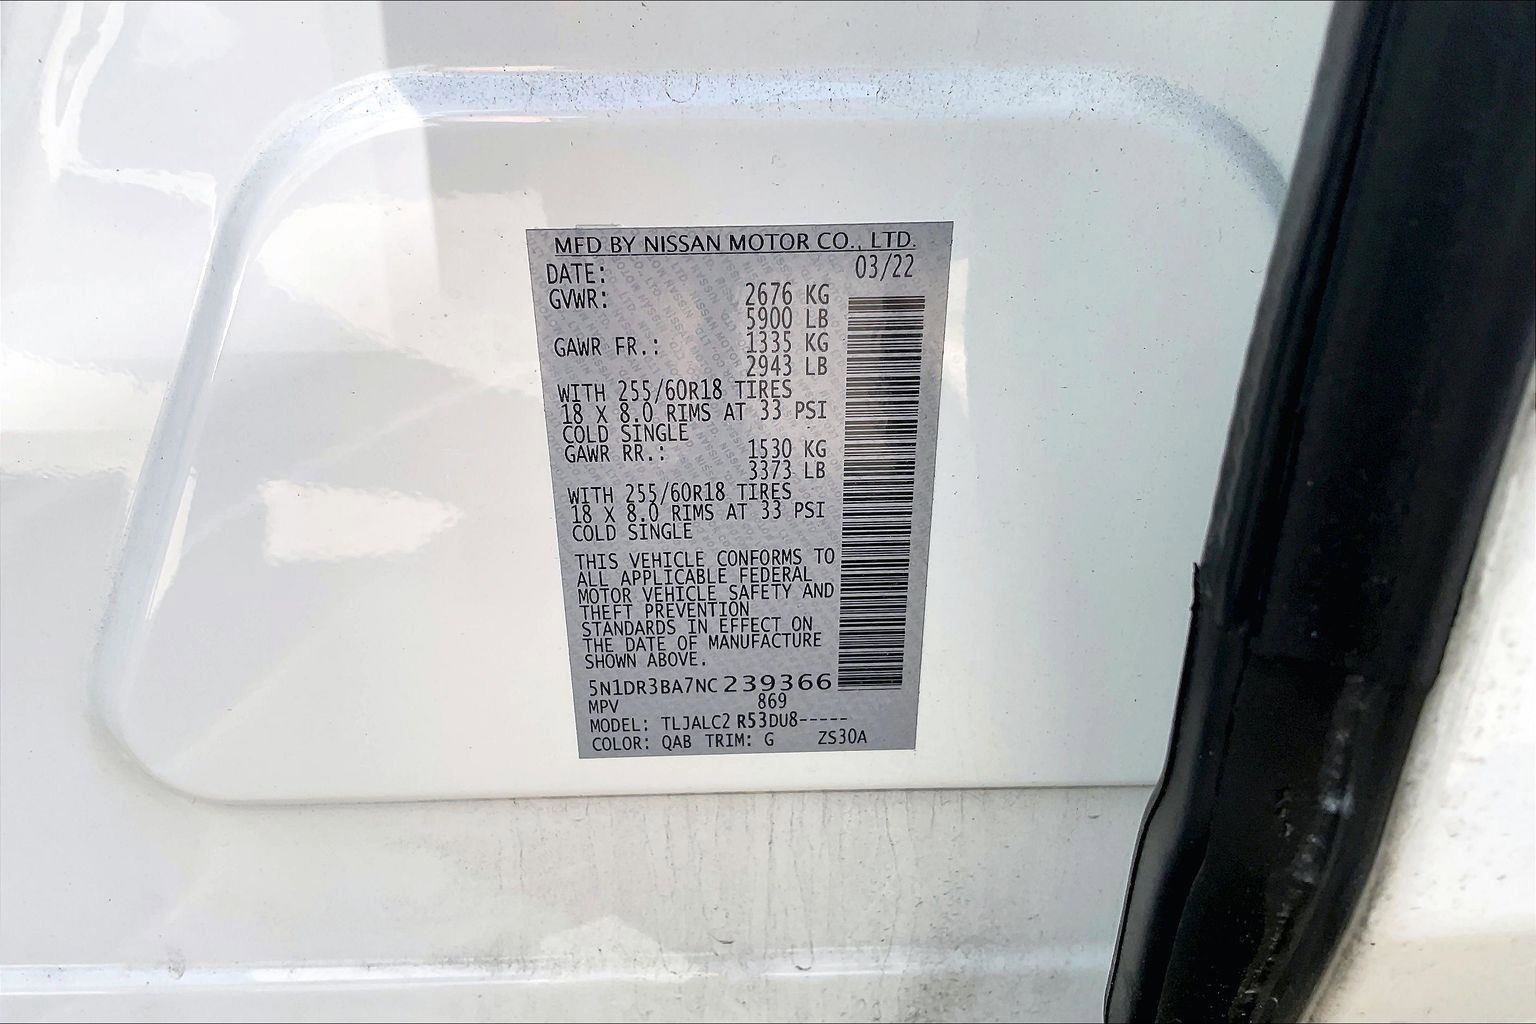 MFD BY NISSAN MOTOR CO., LTD.
DATE: 03/22
GVWR: 2676 KG
5900 LB
GAWR FR.: 1335 KG
2943 LB
WITH 255/60R18 TIRES
18 X 8.0 RIMS AT 33 PSI
COLD SINGLE
GAWR RR.: 1530 KG
3373 LB
WITH 255/60R18 TIRES
18 X 8.0 RIMS AT 33 PSI
COLD SINGLE
THIS VEHICLE CONFORMS TO
ALL APPLICABLE FEDERAL
MOTOR VEHICLE SAFETY AND
THEFT PREVENTION
STANDARDS IN EFFECT ON
THE DATE OF MANUFACTURE
SHOWN ABOVE.
5N1DR3BA7NC239366
MPV 869
MODEL: TLJALC2 R53DU8-----
COLOR: QAB TRIM: G ZS30A